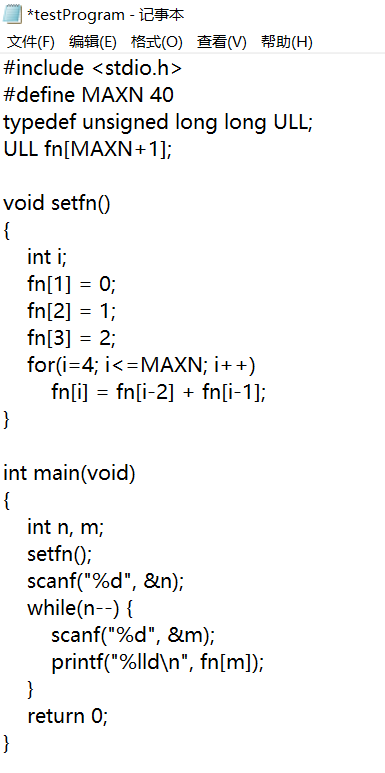 *testProgram - 记事本
文件(F) 编辑(E) 格式(O) 查看(V) 帮助(H)
#include <stdio.h>
#define MAXN 40
typedef unsigned long long ULL;
ULL fn[MAXN+1];

void setfn()
{
    int i;
    fn[1] = 0;
    fn[2] = 1;
    fn[3] = 2;
    for(i=4; i<=MAXN; i++)
        fn[i] = fn[i-2] + fn[i-1];
}

int main(void)
{
    int n, m;
    setfn();
    scanf("%d", &n);
    while(n--) {
        scanf("%d", &m);
        printf("%lld\n", fn[m]);
    }
    return 0;
}